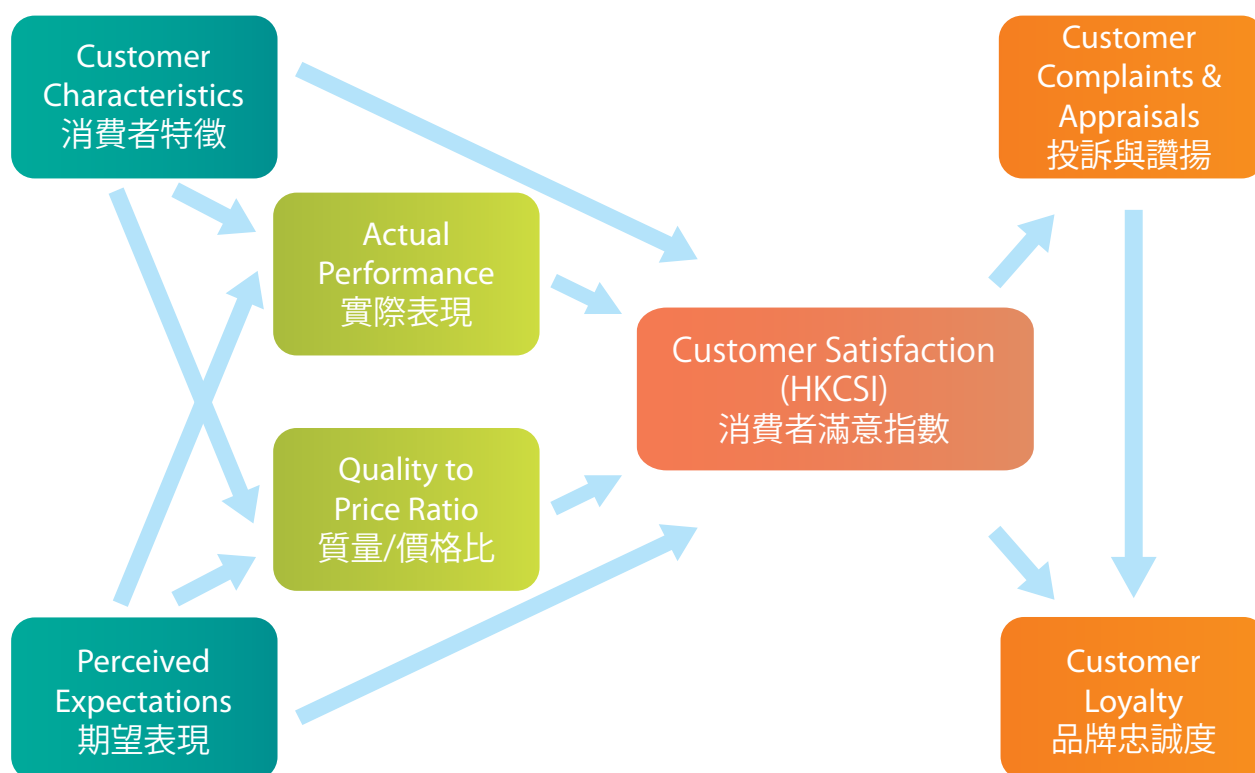 Customer
Characteristics
消費者特徵
Customer
Complaints &
Appraisals
投訴與讚揚
Actual
Performance
實際表現
Customer Satisfaction
(HKCSI)
消費者滿意指數
Quality to
Price Ratio
質量/價格比
Perceived
Expectations
期望表現
Customer
Loyalty
品牌忠誠度